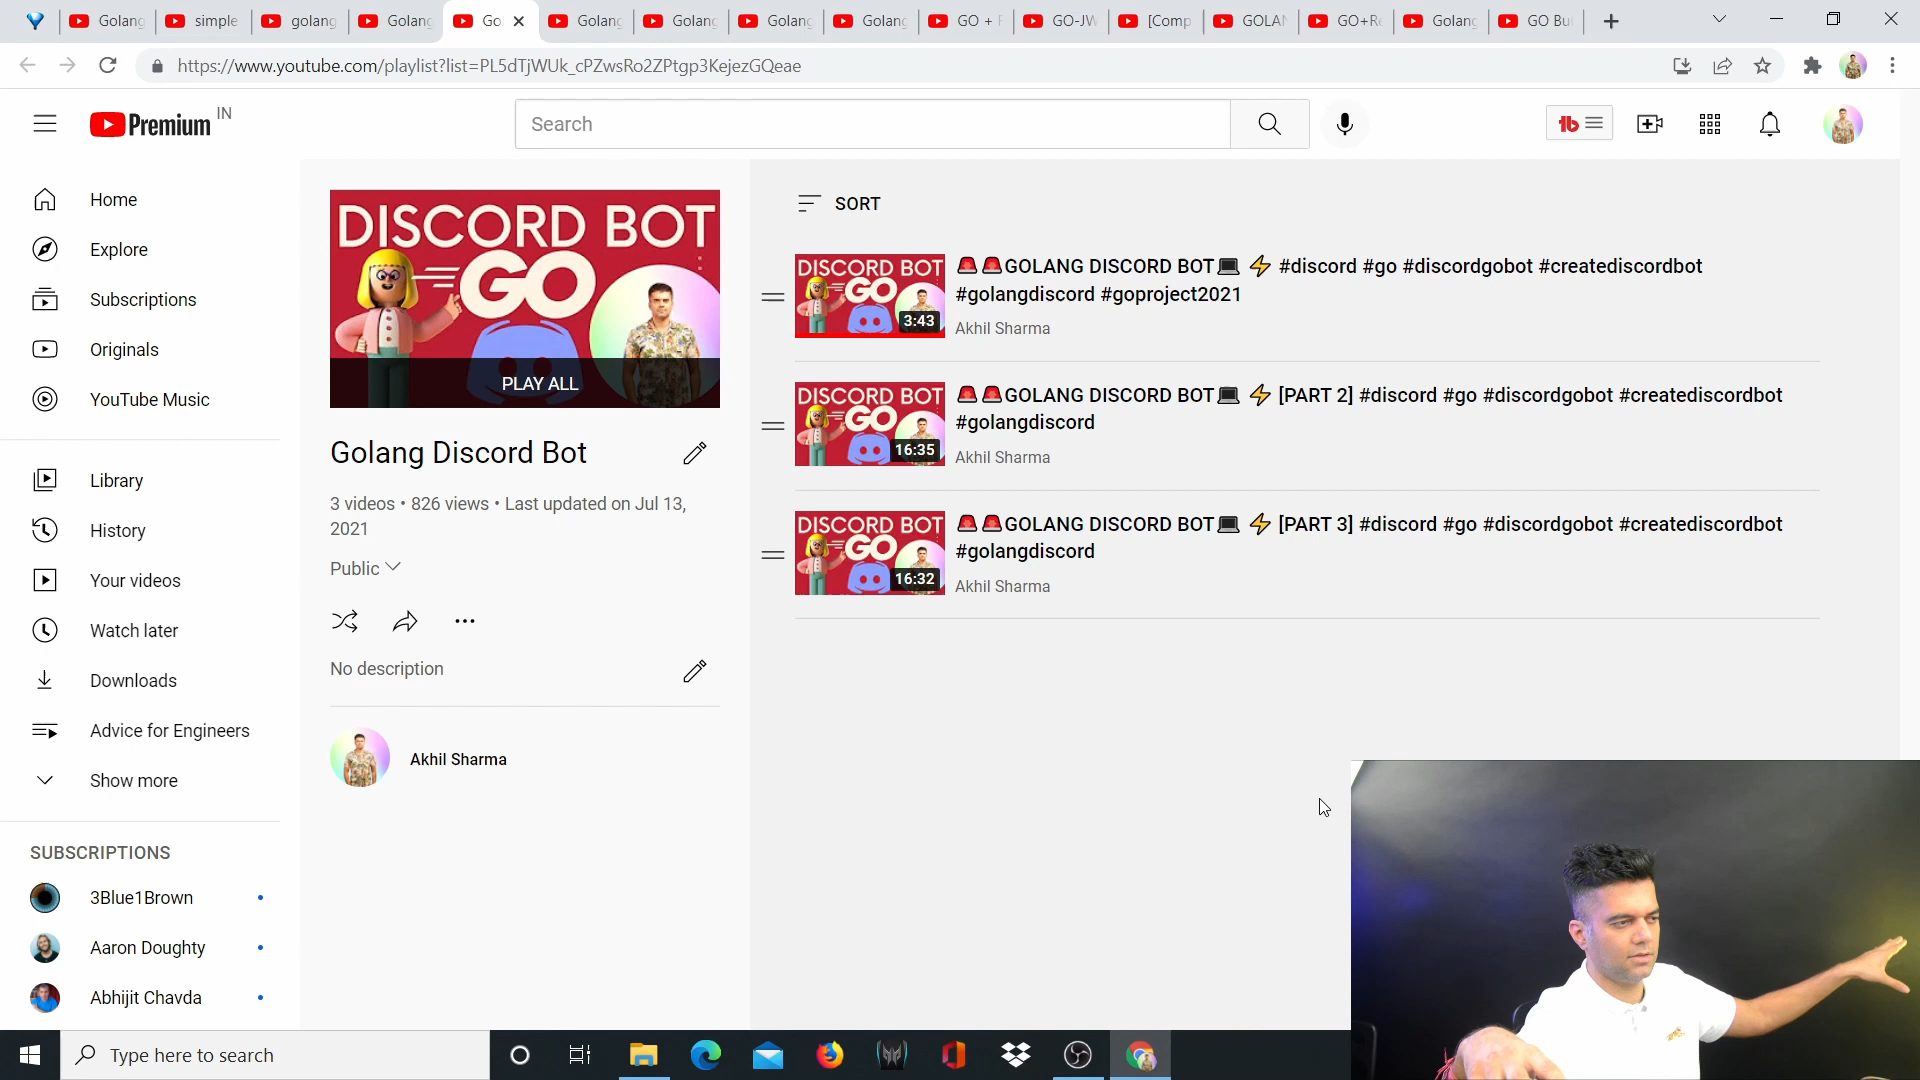 Golang
simple
golang
Golang
Go
Golang
Golang
Golang
Golang
GO + F
GO-JW
[Comp
GOLAN
GO+Re
Golang
GO Bui
https://www.youtube.com/playlist?list=PL5dTjWUk_cPZwsRo2ZPtgp3KejezGQeae
Premium IN
Search
tb
Home
Explore
Subscriptions
Originals
YouTube Music
Library
History
Your videos
Watch later
Downloads
Advice for Engineers
Show more
SUBSCRIPTIONS
3Blue1Brown
Aaron Doughty
Abhijit Chavda
DISCORD BOT
GO
PLAY ALL
Golang Discord Bot
3 videos • 826 views • Last updated on Jul 13,
2021
Public
No description
Akhil Sharma
SORT
DISCORD BOT
GO
3:43
🚨🚨GOLANG DISCORD BOT💻 ⚡ #discord #go #discordgobot #creatediscordbot
#golangdiscord #goproject2021
Akhil Sharma
DISCORD BOT
GO
16:35
🚨🚨GOLANG DISCORD BOT💻 ⚡ [PART 2] #discord #go #discordgobot #creatediscordbot
#golangdiscord
Akhil Sharma
DISCORD BOT
GO
16:32
🚨🚨GOLANG DISCORD BOT💻 ⚡ [PART 3] #discord #go #discordgobot #creatediscordbot
#golangdiscord
Akhil Sharma
Type here to search